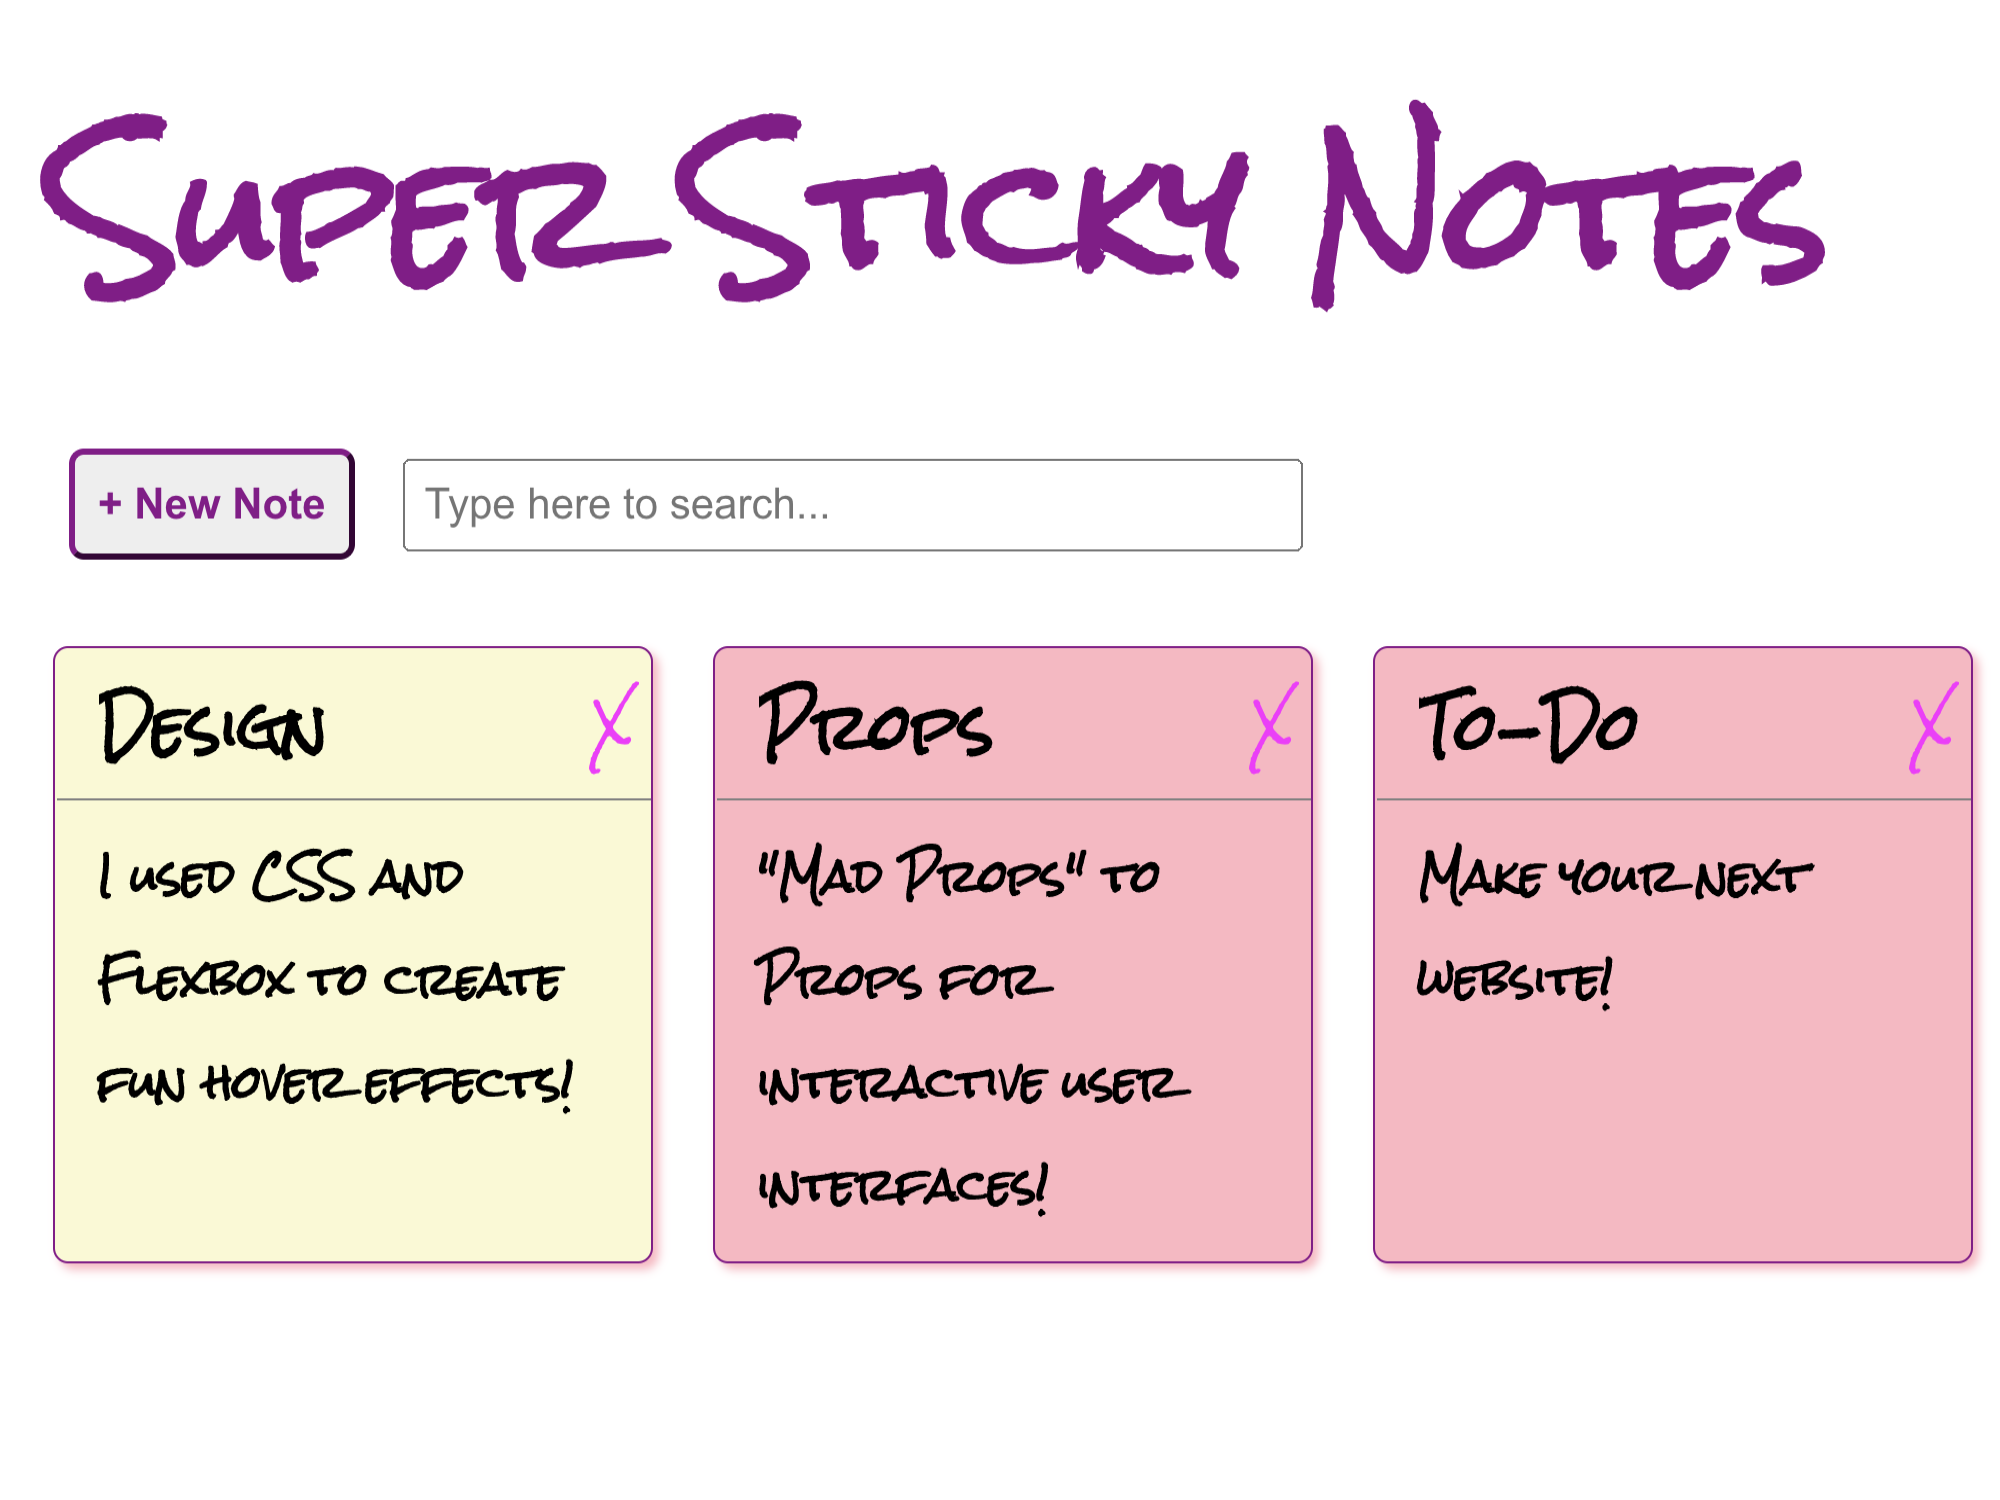 Super Sticky Notes
+ New Note
Type here to search...
Design X
I used CSS and
Flexbox to create
fun hover effects!
Props X
"Mad Props" to
Props for
interactive user
interfaces!
To-Do X
Make your next
website!